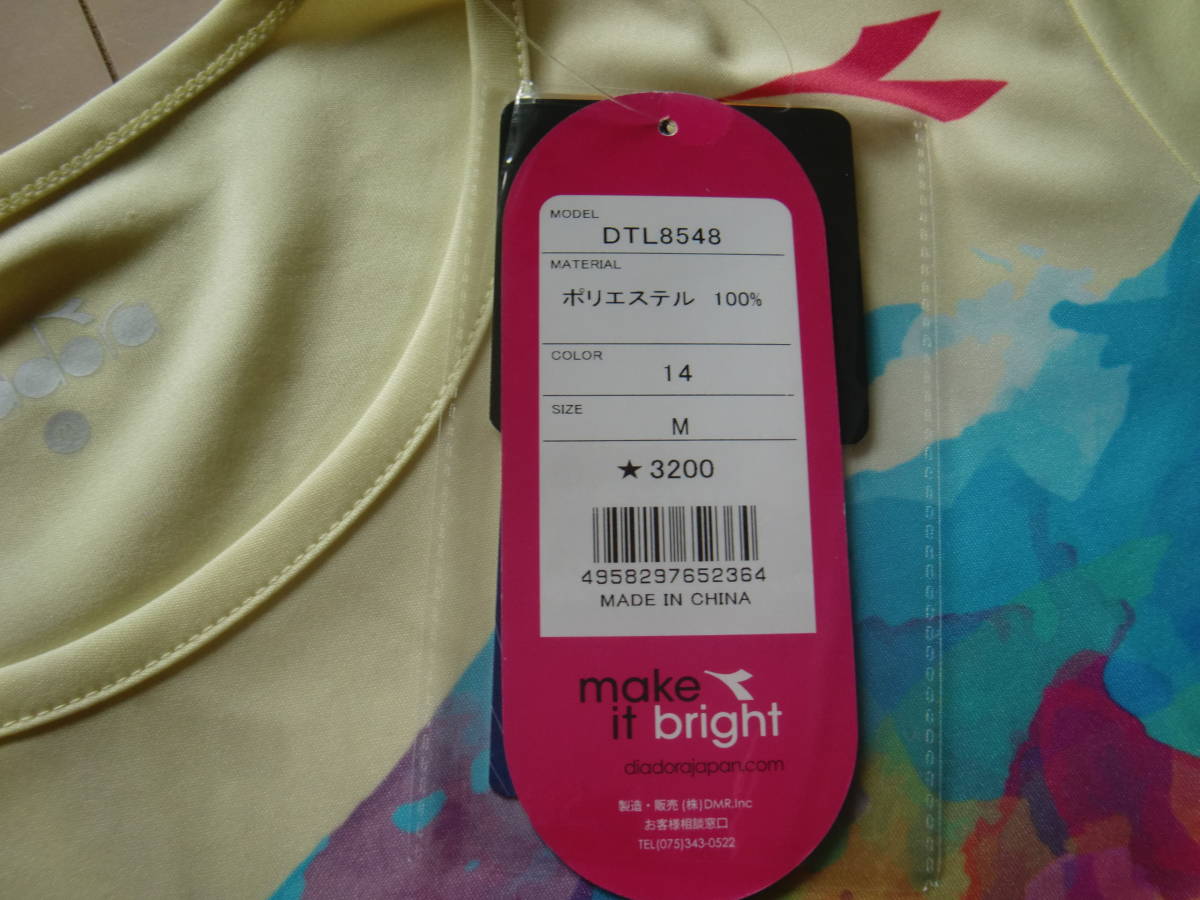 MODEL
DTL8548
MATERIAL
ポリエステル 100%
COLOR
14
SIZE
M
★3200
4958297652364
MADE IN CHINA
make
it bright
diadorajapan.com
製造・販売 (株)DMR.Inc
お客様相談窓口
TEL(075)343-0522